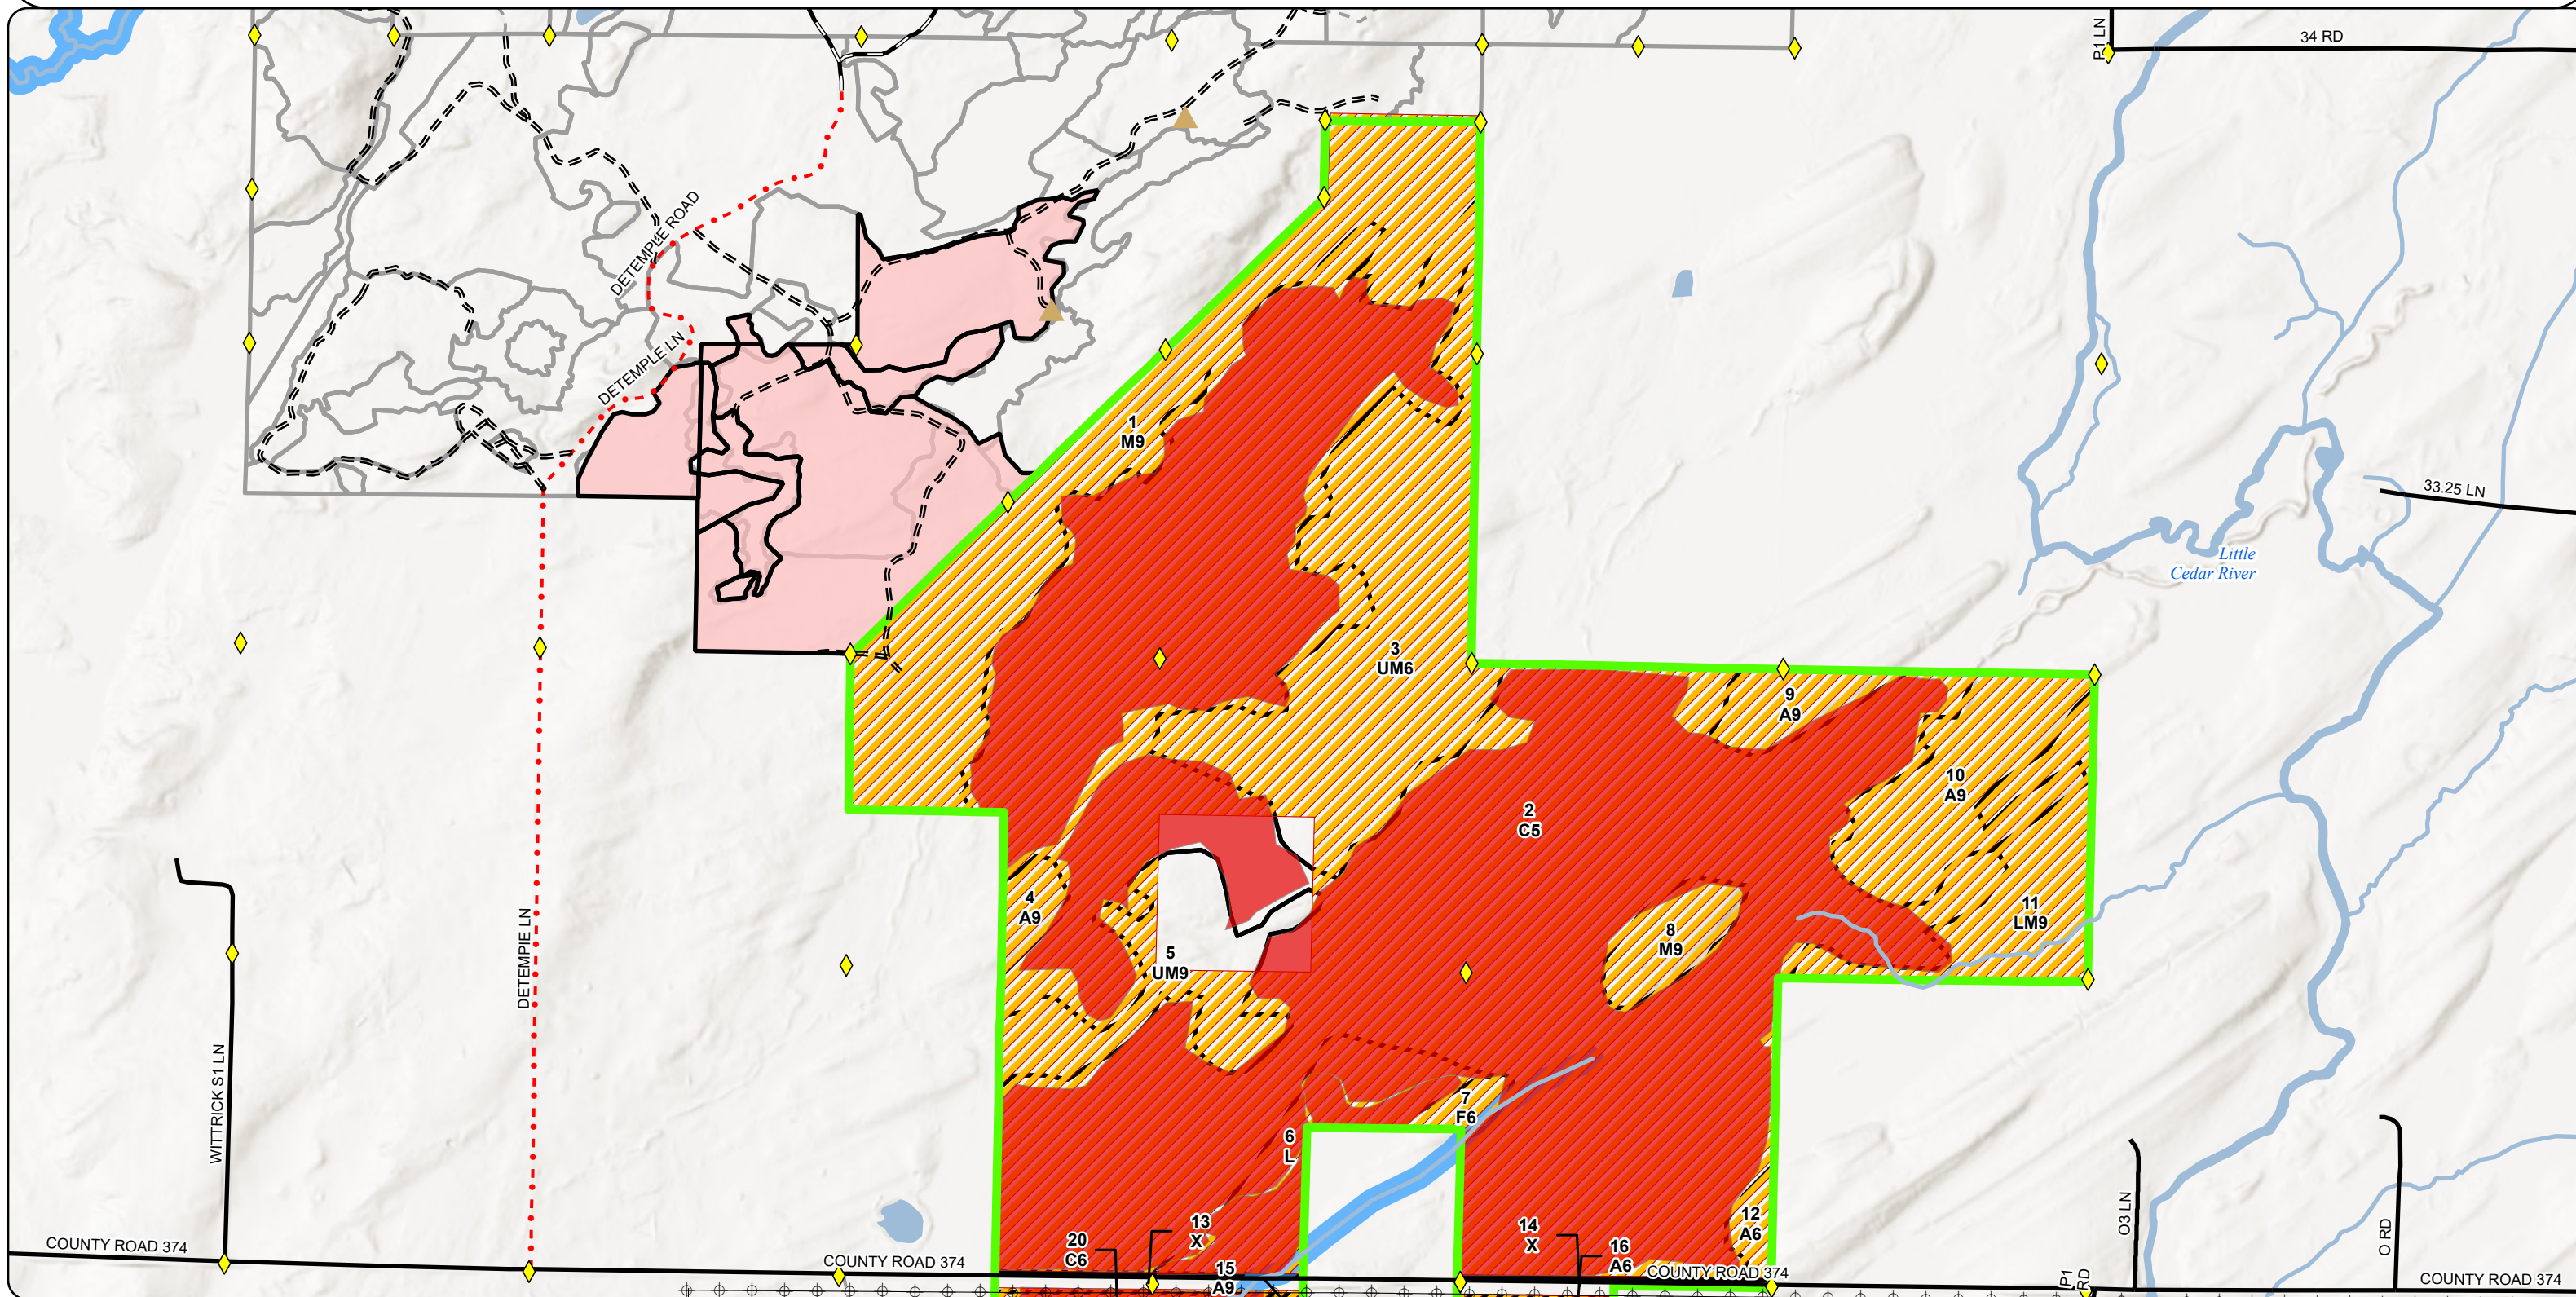 P1 LN
34 RD
DETEMPLE ROAD
DETEMPLE LN
1
M9
33.25 LN
Little
Cedar River
3
UM6
9
A9
10
A9
2
C5
4
A9
11
LM9
8
M9
5
UM9
DETEMPIE LN
WITTRICK S1 LN
7
F6
6
L
12
A6
13
X
14
X
20
C6
16
A6
15
A9
COUNTY ROAD 374
COUNTY ROAD 374
COUNTY ROAD 374
P1
RD
O3 LN
O RD
COUNTY ROAD 374